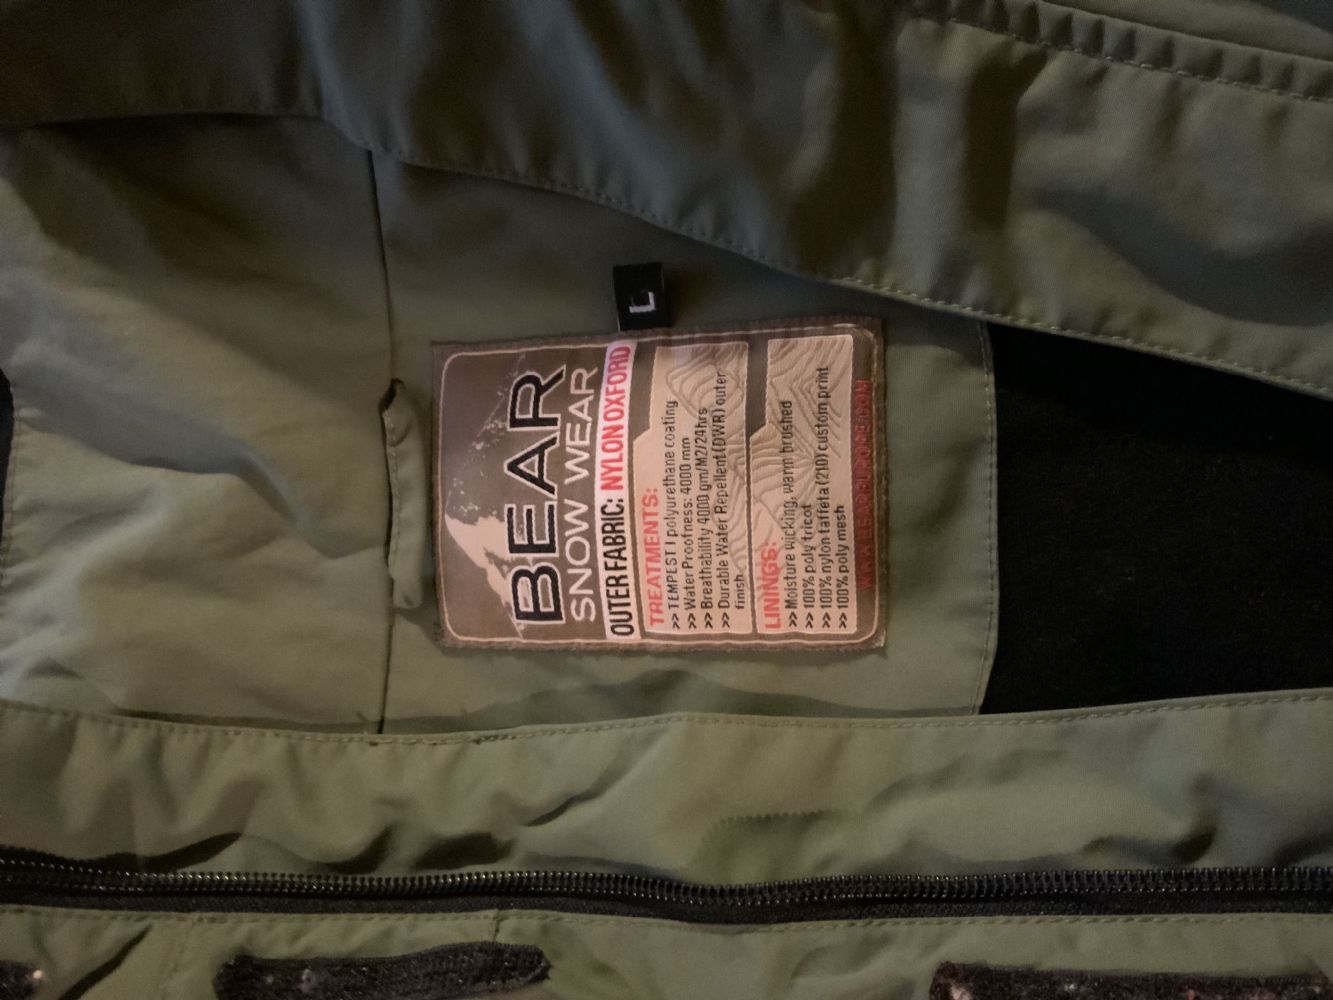 L
BEAR
SNOW WEAR
OUTER FABRIC: NYLON OXFORD
TREATMENTS:
>> TEMPEST I polyurethane coating
>> Water Proofness: 4000 mm
>> Breathability 4000 gm/M2/24hrs
>> Durable Water Repellent (DWR) outer
finish
LININGS:
>> Moisture wicking, warm brushed
>> 100% poly tricot
>> 100% nylon taffeta (210) custom print
>> 100% poly mesh